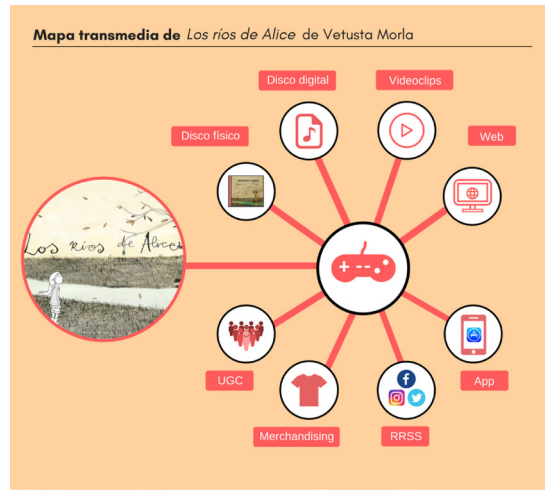 Mapa transmedia de Los ríos de Alice de Vetusta Morla
Disco digital
Videoclips
Disco físico
Web
Los ríos de Alice
UGC
App
Merchandising
RRSS